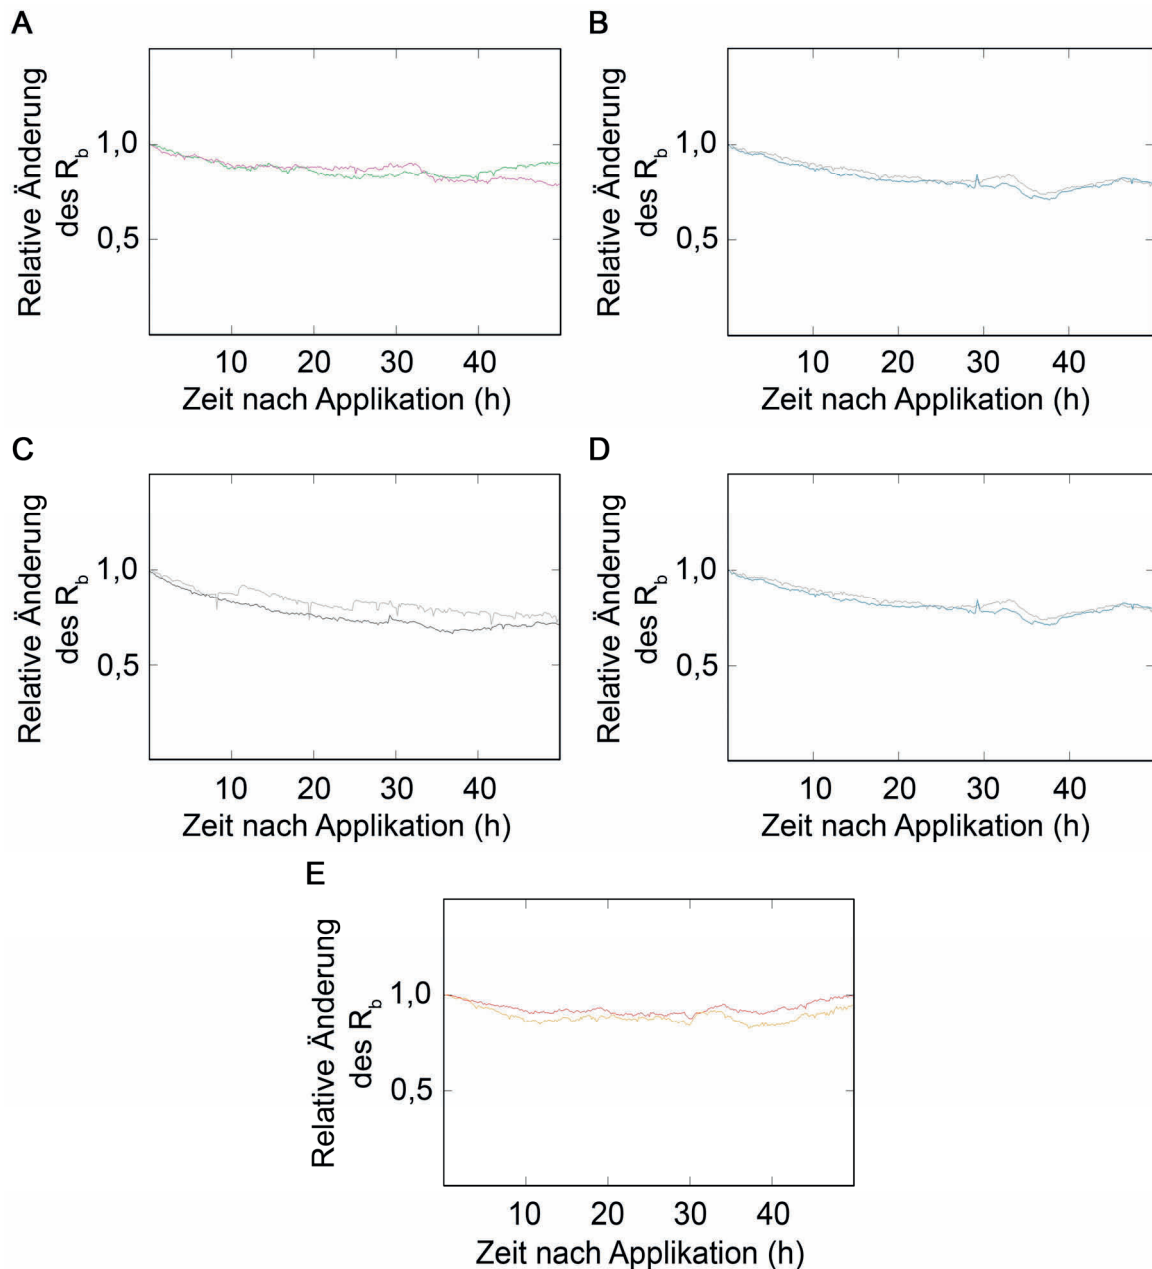 A
Relative Änderung
des R_b
1,0
0,5
10 20 30 40
Zeit nach Applikation (h)
B
Relative Änderung
des R_b
1,0
0,5
10 20 30 40
Zeit nach Applikation (h)
C
Relative Änderung
des R_b
1,0
0,5
10 20 30 40
Zeit nach Applikation (h)
D
Relative Änderung
des R_b
1,0
0,5
10 20 30 40
Zeit nach Applikation (h)
E
Relative Änderung
des R_b
1,0
0,5
10 20 30 40
Zeit nach Applikation (h)